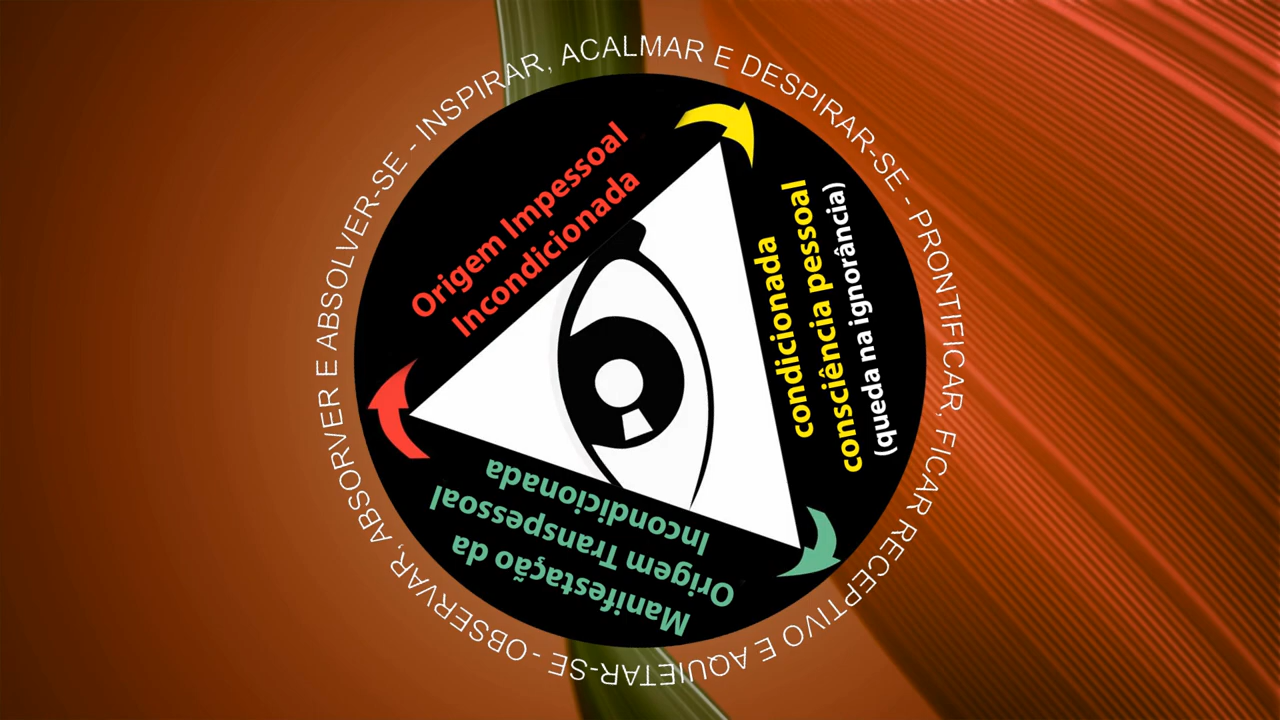 INSPIRAR, ACALMAR E DESPIRAR-SE - PRONTIFICAR, FICAR RECEPTIVO E AQUIETAR-SE - OBSERVAR, ABSORVER E ABSOLVER-SE -
Origem Impessoal
Incondicionada
condicionada
consciência pessoal
(queda na ignorância)
Manifestação da
Origem Transpessoal
Incondicionada